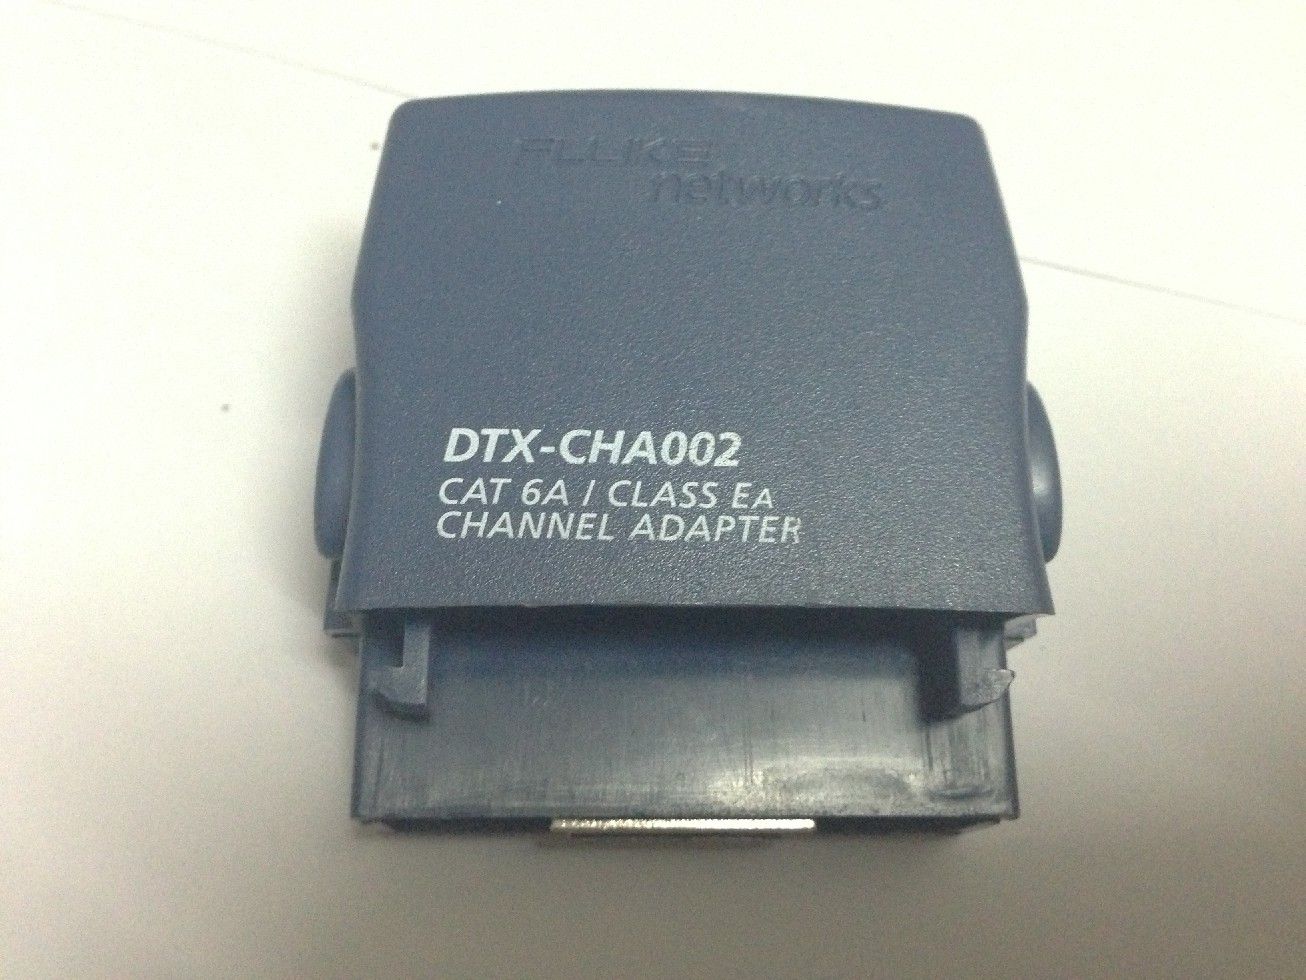 FLUKE
networks
DTX-CHA002
CAT 6A / CLASS EA
CHANNEL ADAPTER